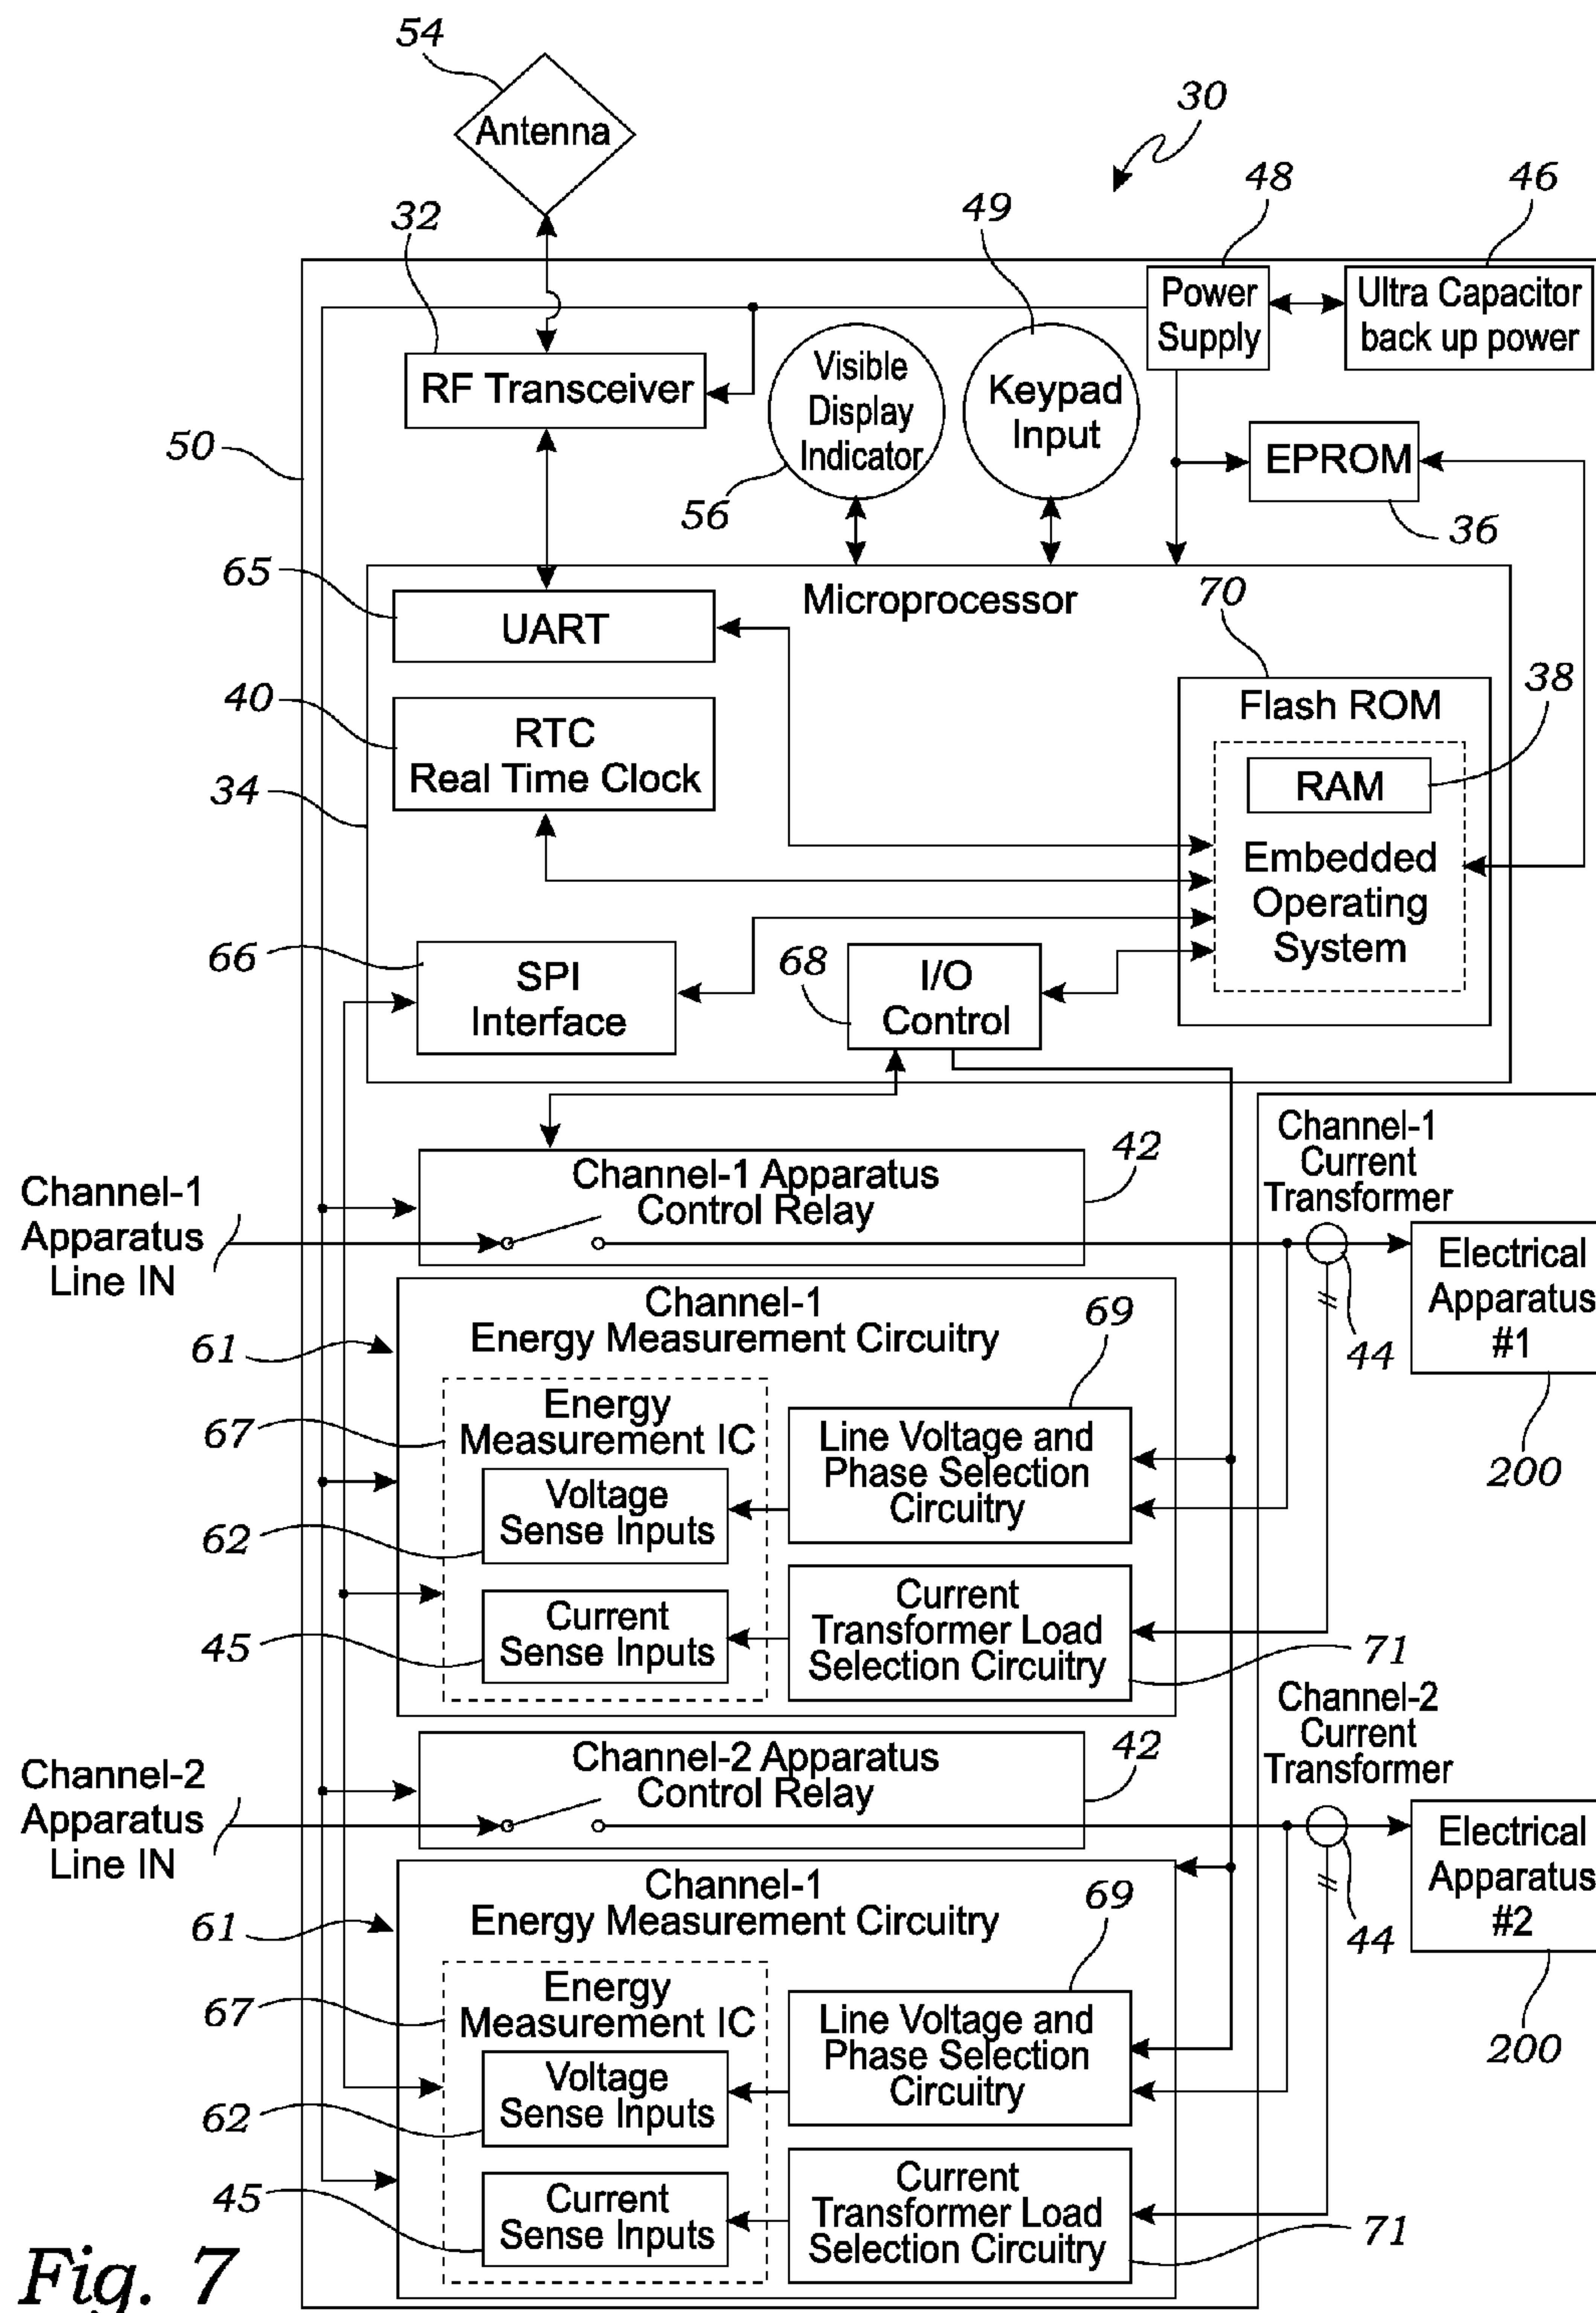 54
Antenna
30
32
49
48
46
Power
Supply
Ultra Capacitor
back up power
RF Transceiver
Visible
Display
Indicator
Keypad
Input
50
56
EPROM
36
65
UART
Microprocessor
70
40
RTC
Real Time Clock
Flash ROM
38
RAM
34
Embedded
Operating
System
66
SPI
Interface
68
I/O
Control
Channel-1
Apparatus
Line IN
Channel-1 Apparatus
Control Relay
42
Channel-1
Current
Transformer
Electrical
Apparatus
#1
44
200
61
Channel-1
Energy Measurement Circuitry
69
67
Energy
Measurement IC
Line Voltage and
Phase Selection
Circuitry
62
Voltage
Sense Inputs
45
Current
Sense Inputs
Current
Transformer Load
Selection Circuitry
71
Channel-2
Apparatus
Line IN
Channel-2 Apparatus
Control Relay
42
Channel-2
Current
Transformer
Electrical
Apparatus
#2
44
200
61
Channel-1
Energy Measurement Circuitry
69
67
Energy
Measurement IC
Line Voltage and
Phase Selection
Circuitry
62
Voltage
Sense Inputs
45
Current
Sense Inputs
Current
Transformer Load
Selection Circuitry
71
Fig. 7